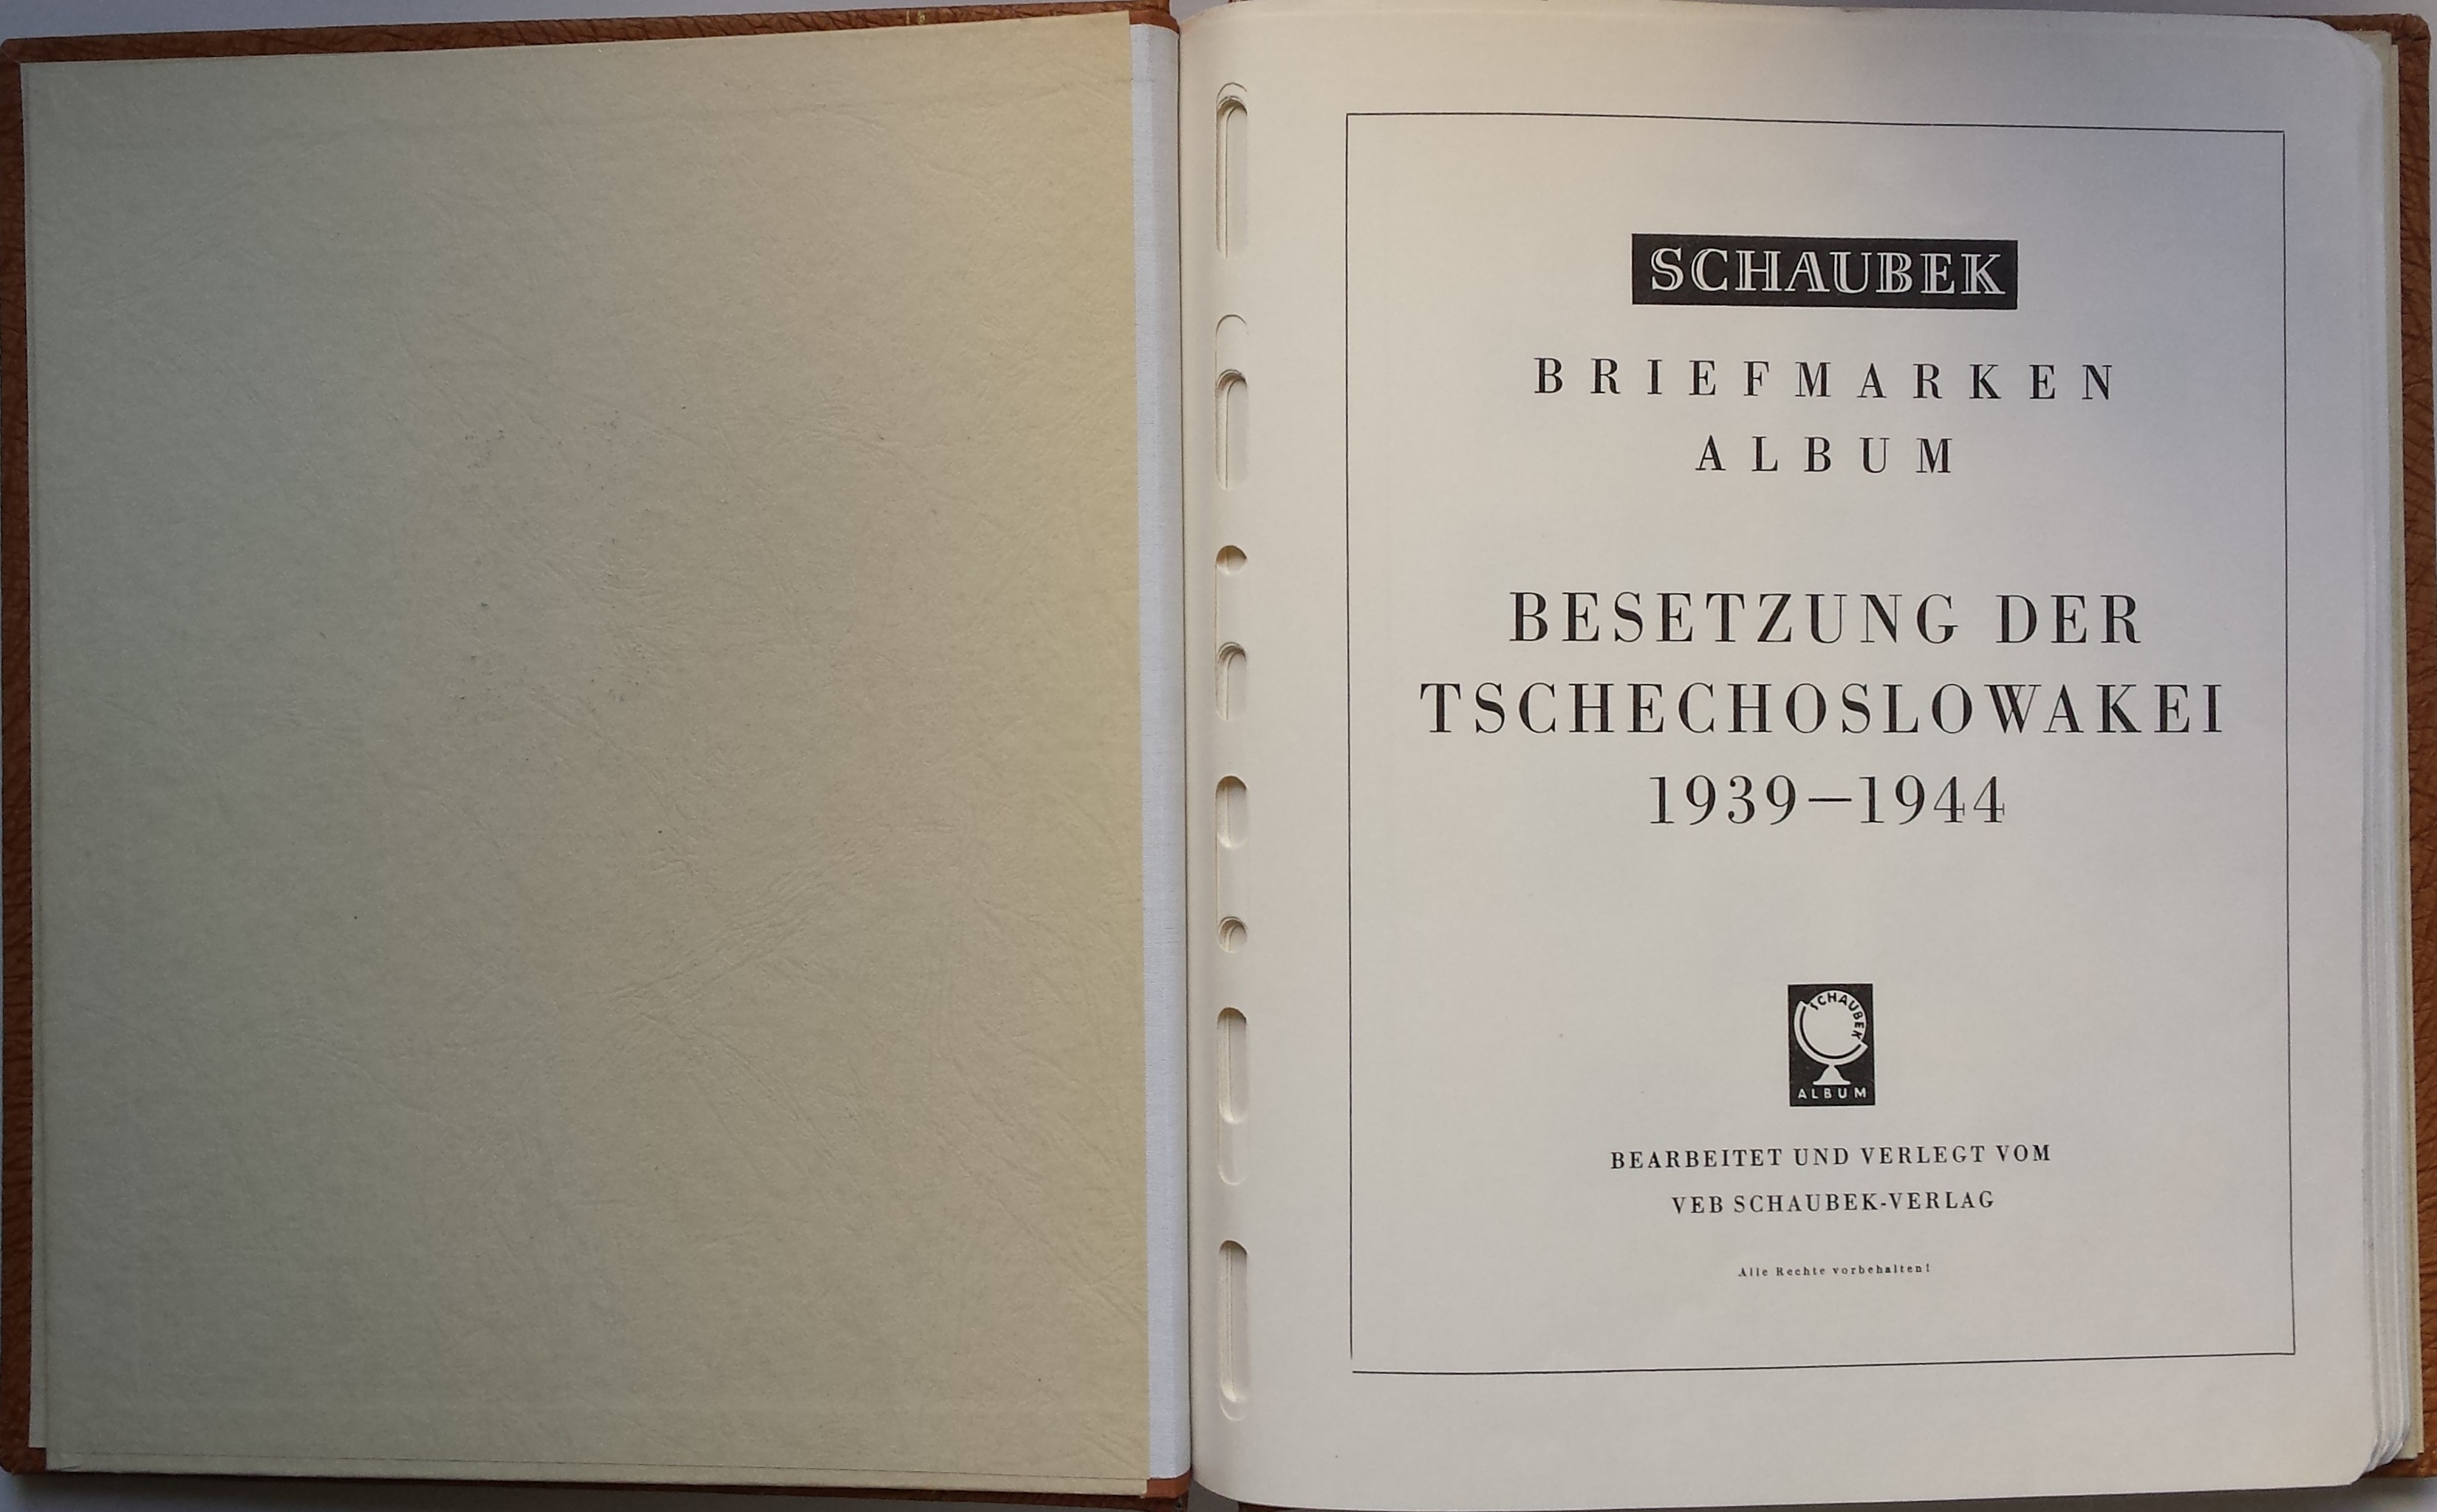 SCHAUBEK
BRIEFMARKEN
ALBUM
BESETZUNG DER
TSCHECHOSLOWAKEI
1939–1944
SCHAUBEK
ALBUM
BEARBEITET UND VERLEGT VOM
VEB SCHAUBEK-VERLAG
Alle Rechte vorbehalten!